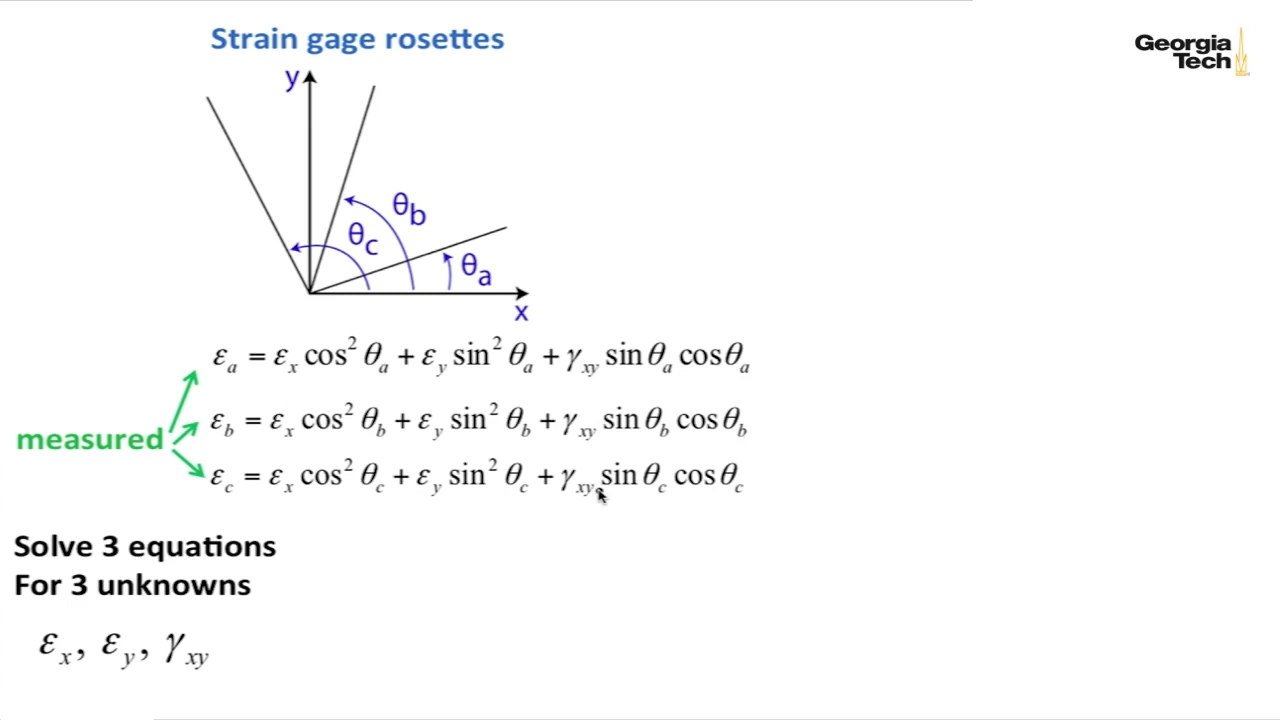 Strain gage rosettes
Georgia
Tech
y
θb
θc
θa
x
εa = εx cos² θa + εy sin² θa + γxy sin θa cos θa
εb = εx cos² θb + εy sin² θb + γxy sin θb cos θb
measured
εc = εx cos² θc + εy sin² θc + γxy sin θc cos θc
Solve 3 equations
For 3 unknowns
εx, εy, γxy